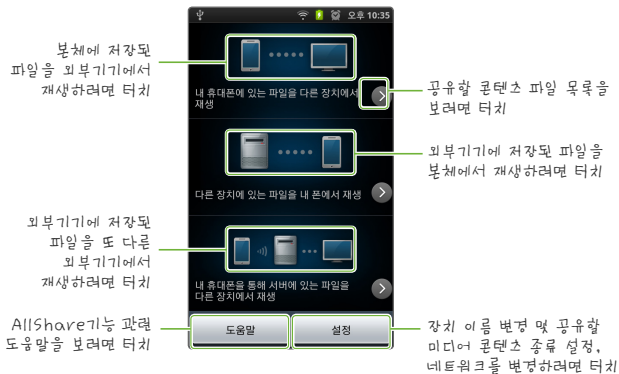 오후 10:35
본체에 저장된
파일을 외부기기에서
재생하려면 터치
내 휴대폰에 있는 파일을 다른 장치에서
재생
공유할 콘텐츠 파일 목록을
보려면 터치
외부기기에 저장된 파일을
본체에서 재생하려면 터치
다른 장치에 있는 파일을 내 폰에서 재생
외부기기에 저장된
파일을 또 다른
외부기기에서
재생하려면 터치
내 휴대폰을 통해 서버에 있는 파일을
다른 장치에서 재생
AllShare기능 관련
도움말을 보려면 터치
도움말
설정
장치 이름 변경 및 공유할
미디어 콘텐츠 종류 설정,
네트워크를 변경하려면 터치